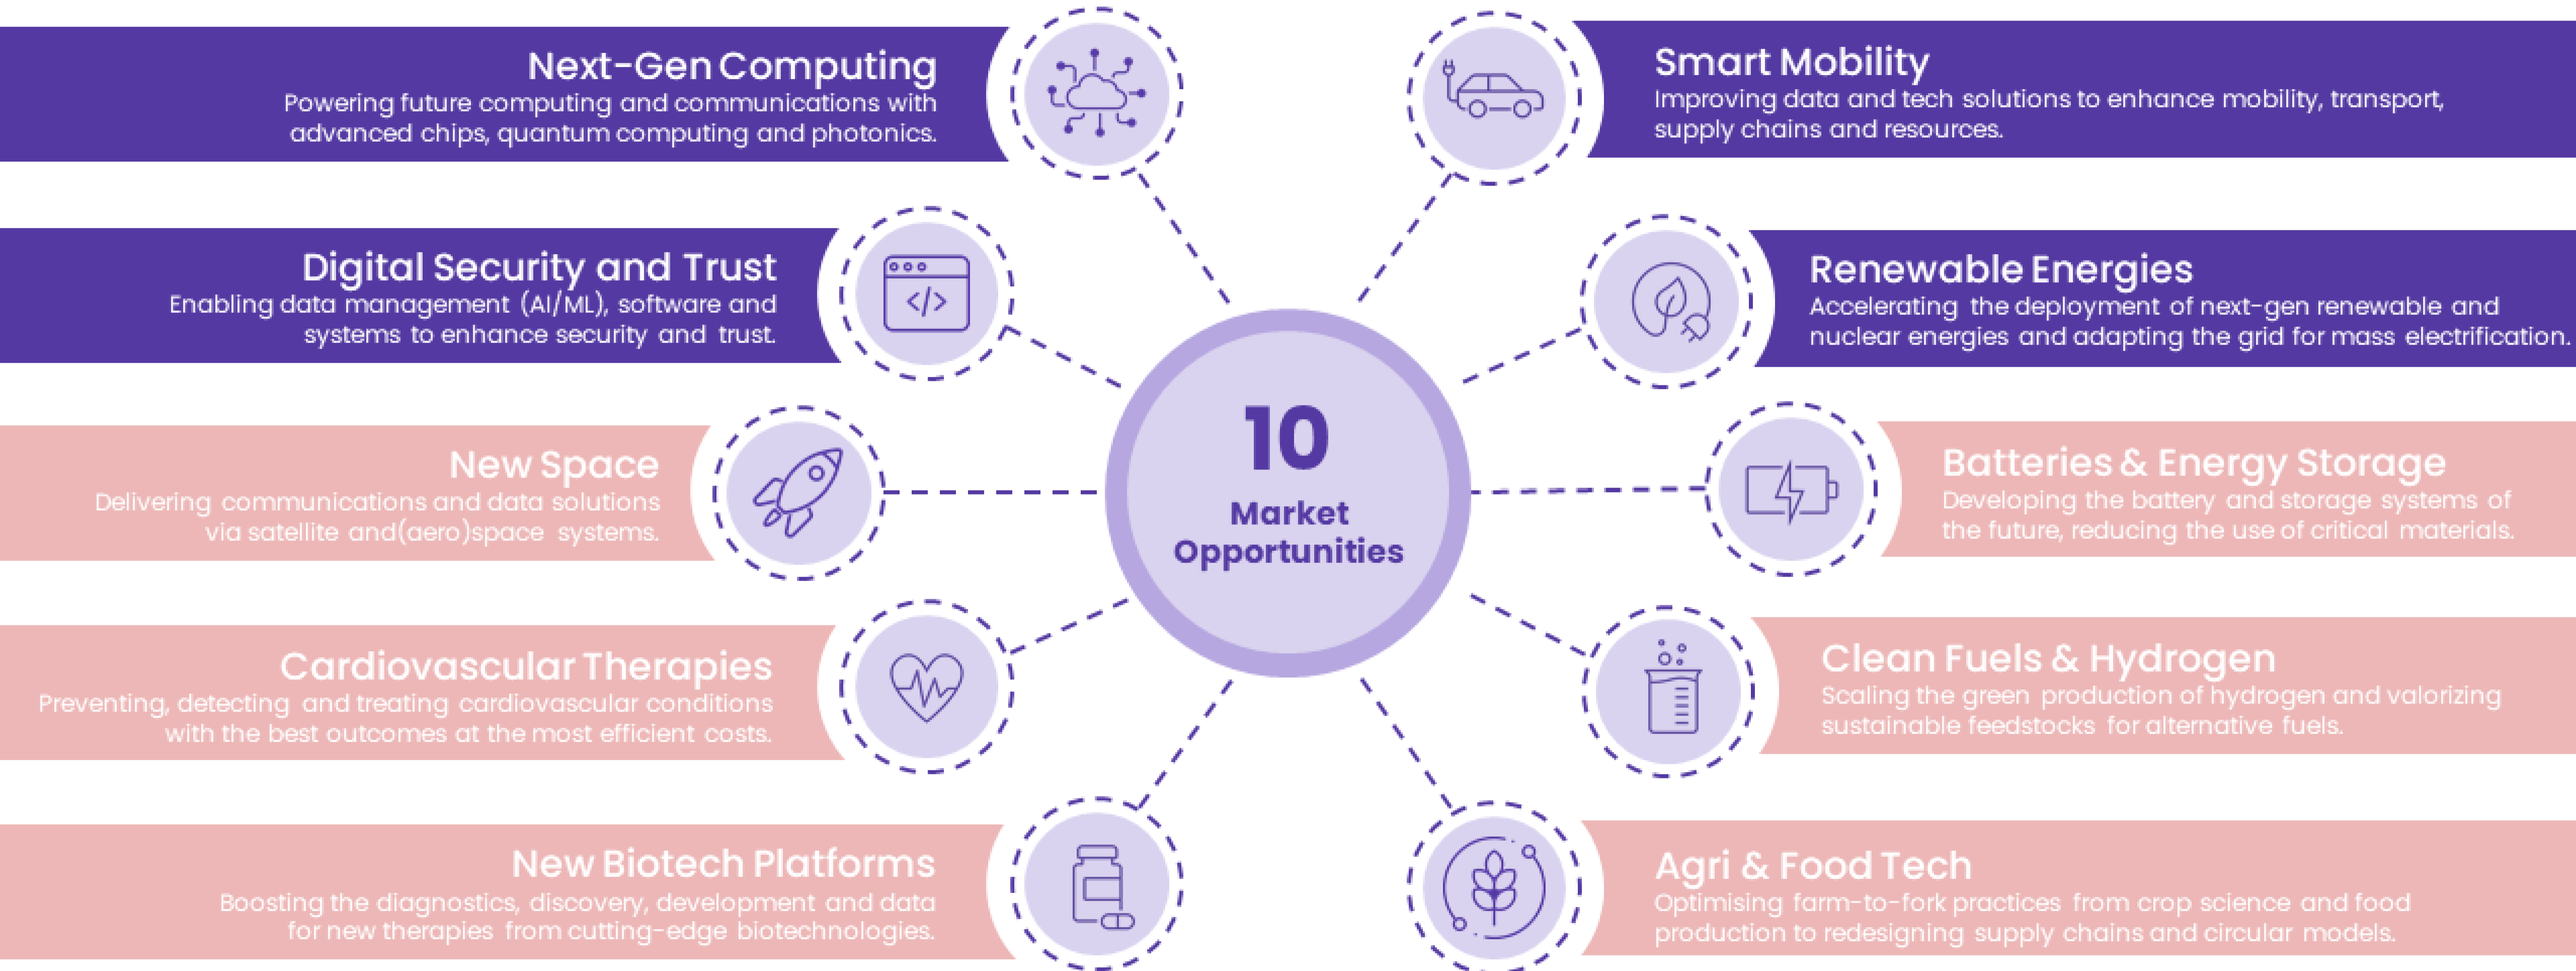 Next-Gen Computing
Powering future computing and communications with
advanced chips, quantum computing and photonics.
Digital Security and Trust
Enabling data management (AI/ML), software and
systems to enhance security and trust.
New Space
Delivering communications and data solutions
via satellite and(aero)space systems.
Cardiovascular Therapies
Preventing, detecting and treating cardiovascular conditions
with the best outcomes at the most efficient costs.
New Biotech Platforms
Boosting the diagnostics, discovery, development and data
for new therapies from cutting-edge biotechnologies.
</>
10
Market
Opportunities
Smart Mobility
Improving data and tech solutions to enhance mobility, transport,
supply chains and resources.
Renewable Energies
Accelerating the deployment of next-gen renewable and
nuclear energies and adapting the grid for mass electrification.
Batteries & Energy Storage
Developing the battery and storage systems of
the future, reducing the use of critical materials.
Clean Fuels & Hydrogen
Scaling the green production of hydrogen and valorizing
sustainable feedstocks for alternative fuels.
Agri & Food Tech
Optimising farm-to-fork practices from crop science and food
production to redesigning supply chains and circular models.